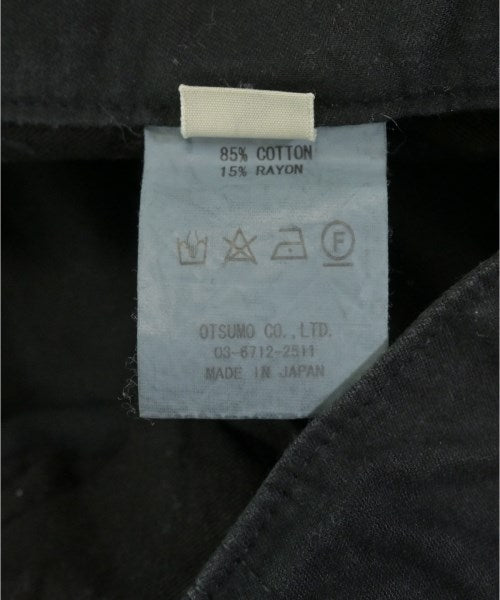 85% COTTON
15% RAYON
F
OTSUMO CO.,LTD.
03-6712-2511
MADE IN JAPAN